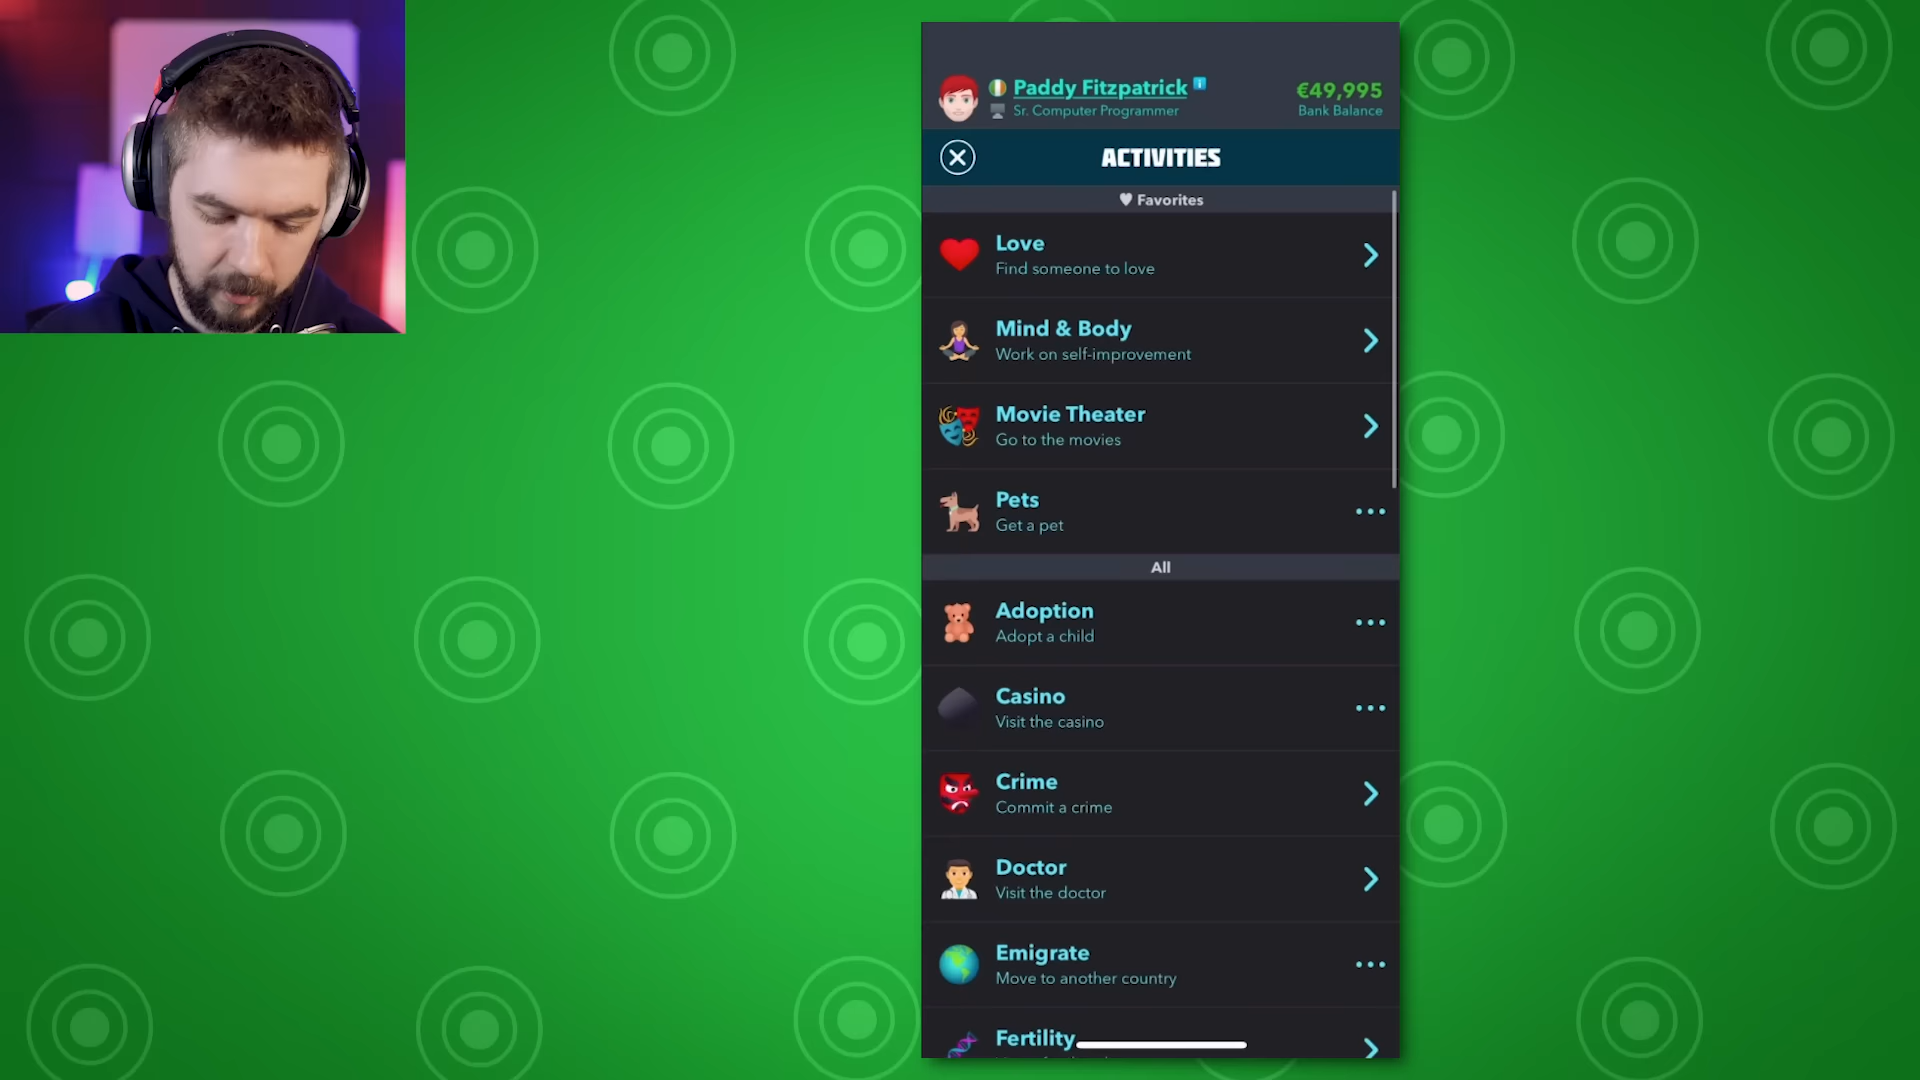 Paddy Fitzpatrick
€49,995
Sr. Computer Programmer
Bank Balance
ACTIVITIES
Favorites
Love
Find someone to love
Mind & Body
Work on self-improvement
Movie Theater
Go to the movies
Pets
Get a pet
All
Adoption
Adopt a child
Casino
Visit the casino
Crime
Commit a crime
Doctor
Visit the doctor
Emigrate
Move to another country
Fertility